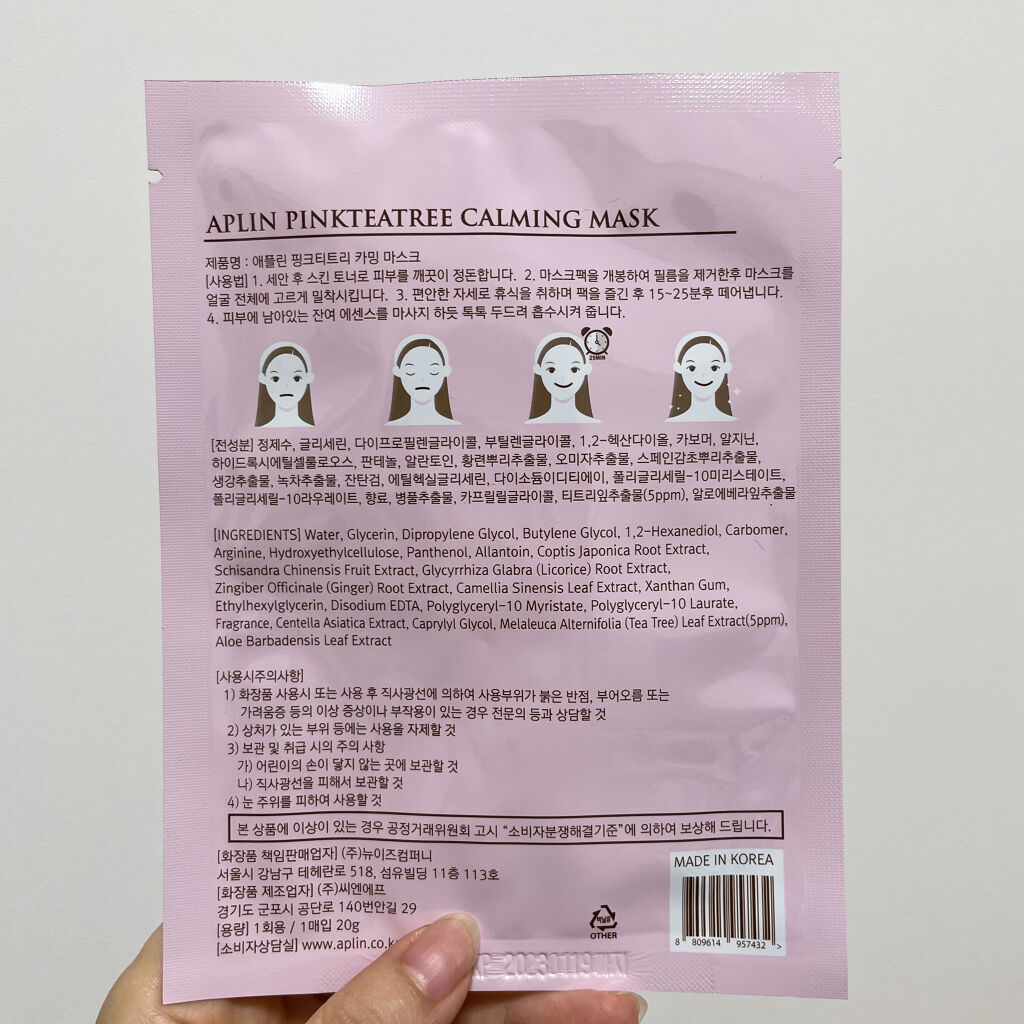 APLIN PINKTEATREE CALMING MASK
제품명 : 애플린 핑크티트리 카밍 마스크
[사용법] 1. 세안 후 스킨 토너로 피부를 깨끗이 정돈합니다. 2. 마스크팩을 개봉하여 필름을 제거한후 마스크를
얼굴 전체에 고르게 밀착시킵니다. 3. 편안한 자세로 휴식을 취하며 팩을 즐긴 후 15~25분후 떼어냅니다.
4. 피부에 남아있는 잔여 에센스를 마사지 하듯 톡톡 두드려 흡수시켜 줍니다.
25MIN
[전성분] 정제수, 글리세린, 다이프로필렌글라이콜, 부틸렌글라이콜, 1,2-헥산다이올, 카보머, 알지닌,
하이드록시에틸셀룰로오스, 판테놀, 알란토인, 황련뿌리추출물, 오미자추출물, 스페인감초뿌리추출물,
생강추출물, 녹차추출물, 잔탄검, 에틸헥실글리세린, 다이소듐이디티에이, 폴리글리세릴-10미리스테이트,
폴리글리세릴-10라우레이트, 향료, 병풀추출물, 카프릴릴글라이콜, 티트리잎추출물(5ppm), 알로에베라잎추출물
[INGREDIENTS] Water, Glycerin, Dipropylene Glycol, Butylene Glycol, 1,2-Hexanediol, Carbomer,
Arginine, Hydroxyethylcellulose, Panthenol, Allantoin, Coptis Japonica Root Extract,
Schisandra Chinensis Fruit Extract, Glycyrrhiza Glabra (Licorice) Root Extract,
Zingiber Officinale (Ginger) Root Extract, Camellia Sinensis Leaf Extract, Xanthan Gum,
Ethylhexylglycerin, Disodium EDTA, Polyglyceryl-10 Myristate, Polyglyceryl-10 Laurate,
Fragrance, Centella Asiatica Extract, Caprylyl Glycol, Melaleuca Alternifolia (Tea Tree) Leaf Extract(5ppm),
Aloe Barbadensis Leaf Extract
[사용시주의사항]
1) 화장품 사용시 또는 사용 후 직사광선에 의하여 사용부위가 붉은 반점, 부어오름 또는
가려움증 등의 이상 증상이나 부작용이 있는 경우 전문의 등과 상담할 것
2) 상처가 있는 부위 등에는 사용을 자제할 것
3) 보관 및 취급 시의 주의 사항
가) 어린이의 손이 닿지 않는 곳에 보관할 것
나) 직사광선을 피해서 보관할 것
4) 눈 주위를 피하여 사용할 것
본 상품에 이상이 있는 경우 공정거래위원회 고시 “소비자분쟁해결기준”에 의하여 보상해 드립니다.
[화장품 책임판매업자] (주)뉴이즈컴퍼니
서울시 강남구 테헤란로 518, 섬유빌딩 11층 113호
[화장품 제조업자] (주)씨엔에프
경기도 군포시 공단로 140번안길 29
[용량] 1회용 / 1매입 20g
[소비자상담실] www.aplin.co.k
OTHER
MADE IN KOREA
8 809614 957432 >